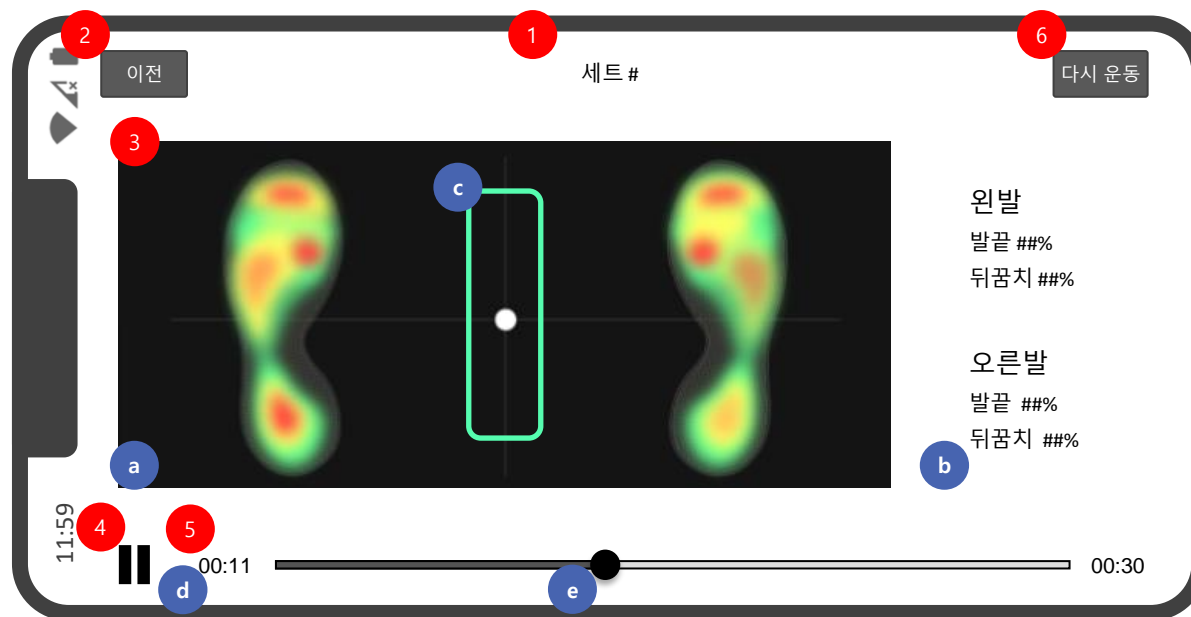 2
1
6
이전
세트 #
다시 운동
3
c
왼발
발끝 ##%
뒤꿈치 ##%
오른발
발끝 ##%
뒤꿈치 ##%
a
b
11:59
4
5
00:11
00:30
d
e